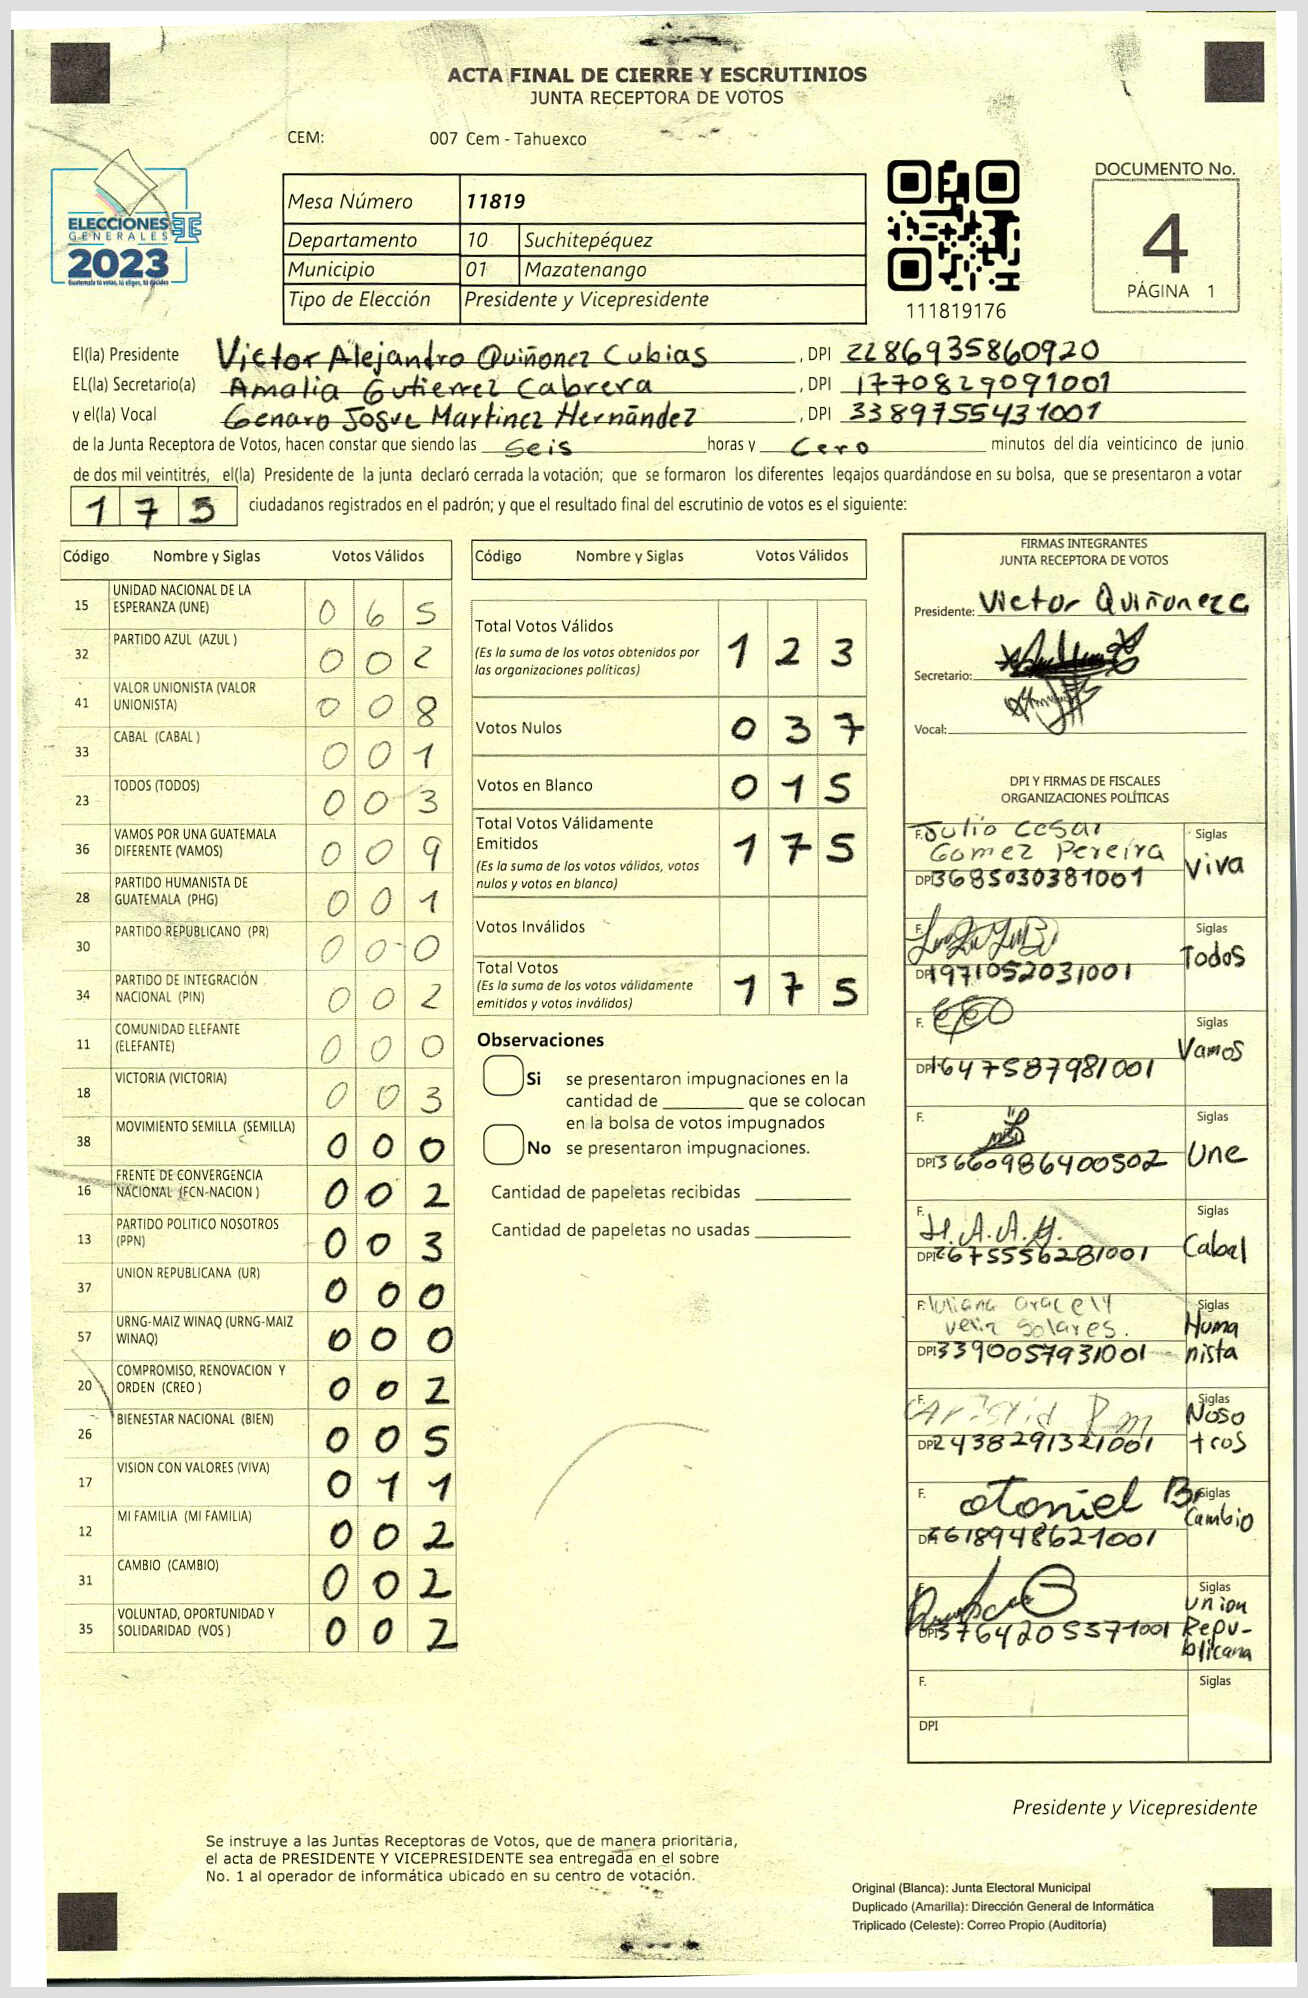 ACTA FINAL DE CIERRE Y ESCRUTINIOS
JUNTA RECEPTORA DE VOTOS
CEM: 007 Cem - Tahuexco
ELECCIONES
GENERALES
2023
Guatemala tú votas, tú eliges, tú decides
Mesa Número 11819
Departamento 10 Suchitepéquez
Municipio 01 Mazatenango
Tipo de Elección Presidente y Vicepresidente
111819176
DOCUMENTO No.
4
PÁGINA 1
El(la) Presidente Victor Alejandro Quiñonez Cubias , DPI 2286935860920
EL(la) Secretario(a) Amalia Gutierrez Cabrera , DPI 1770829091001
y el(la) Vocal Genaro Josue Martinez Hernández , DPI 3389755431001
de la Junta Receptora de Votos, hacen constar que siendo las Seis horas y Cero minutos del día veinticinco de junio
de dos mil veintitrés, el(la) Presidente de la junta declaró cerrada la votación; que se formaron los diferentes legajos guardándose en su bolsa, que se presentaron a votar
175 ciudadanos registrados en el padrón; y que el resultado final del escrutinio de votos es el siguiente:
Código Nombre y Siglas Votos Válidos
15 UNIDAD NACIONAL DE LA ESPERANZA (UNE) 0 6 5
32 PARTIDO AZUL (AZUL ) 0 0 2
41 VALOR UNIONISTA (VALOR UNIONISTA) 0 0 8
33 CABAL (CABAL ) 0 0 1
23 TODOS (TODOS) 0 0 3
36 VAMOS POR UNA GUATEMALA DIFERENTE (VAMOS) 0 0 9
28 PARTIDO HUMANISTA DE GUATEMALA (PHG) 0 0 1
30 PARTIDO REPUBLICANO (PR) 0 0 0
34 PARTIDO DE INTEGRACIÓN NACIONAL (PIN) 0 0 2
11 COMUNIDAD ELEFANTE (ELEFANTE) 0 0 0
18 VICTORIA (VICTORIA) 0 0 3
38 MOVIMIENTO SEMILLA (SEMILLA) 0 0 0
16 FRENTE DE CONVERGENCIA NACIONAL (FCN-NACION ) 0 0 2
13 PARTIDO POLITICO NOSOTROS (PPN) 0 0 3
37 UNION REPUBLICANA (UR) 0 0 0
57 URNG-MAIZ WINAQ (URNG-MAIZ WINAQ) 0 0 0
20 COMPROMISO, RENOVACION Y ORDEN (CREO ) 0 0 2
26 BIENESTAR NACIONAL (BIEN) 0 0 5
17 VISION CON VALORES (VIVA) 0 1 1
12 MI FAMILIA (MI FAMILIA) 0 0 2
31 CAMBIO (CAMBIO) 0 0 2
35 VOLUNTAD, OPORTUNIDAD Y SOLIDARIDAD (VOS ) 0 0 2
Código Nombre y Siglas Votos Válidos
Total Votos Válidos 1 2 3
(Es la suma de los votos obtenidos por
las organizaciones políticas)
Votos Nulos 0 3 7
Votos en Blanco 0 1 5
Total Votos Válidamente
Emitidos 1 7 5
(Es la suma de los votos válidos, votos
nulos y votos en blanco)
Votos Inválidos
Total Votos 1 7 5
(Es la suma de los votos válidamente
emitidos y votos inválidos)
Observaciones
Si se presentaron impugnaciones en la
cantidad de ________ que se colocan
en la bolsa de votos impugnados
No se presentaron impugnaciones.
Cantidad de papeletas recibidas
Cantidad de papeletas no usadas
FIRMAS INTEGRANTES
JUNTA RECEPTORA DE VOTOS
Presidente: Victor Quiñonez C
Secretario:
Vocal:
DPI Y FIRMAS DE FISCALES
ORGANIZACIONES POLÍTICAS
F. Julio Cesar Siglas
Gomez Pereira Viva
DPI 3685030381001
F. Siglas
Todos
DPI 1971052031001
F. Siglas
Vamos
DPI 1647587981001
F. Siglas
DPI 3660986400502 Une
F. H.A.A.M. Siglas
DPI 2675556281001 Cabal
F. Juliana aracely Siglas
veliz Solares. Huma
DPI 3390057931001 nista
F. Siglas
Noso
DPI 2438291321001 tros
F. otoniel B Siglas
Cambio
DPI 2618948621001
F. Siglas
Union
DPI 3764205371001 Repu-
blicana
F. Siglas
DPI
Presidente y Vicepresidente
Se instruye a las Juntas Receptoras de Votos, que de manera prioritaria,
el acta de PRESIDENTE Y VICEPRESIDENTE sea entregada en el sobre
No. 1 al operador de informática ubicado en su centro de votación.
Original (Blanca): Junta Electoral Municipal
Duplicado (Amarilla): Dirección General de Informática
Triplicado (Celeste): Correo Propio (Auditoría)